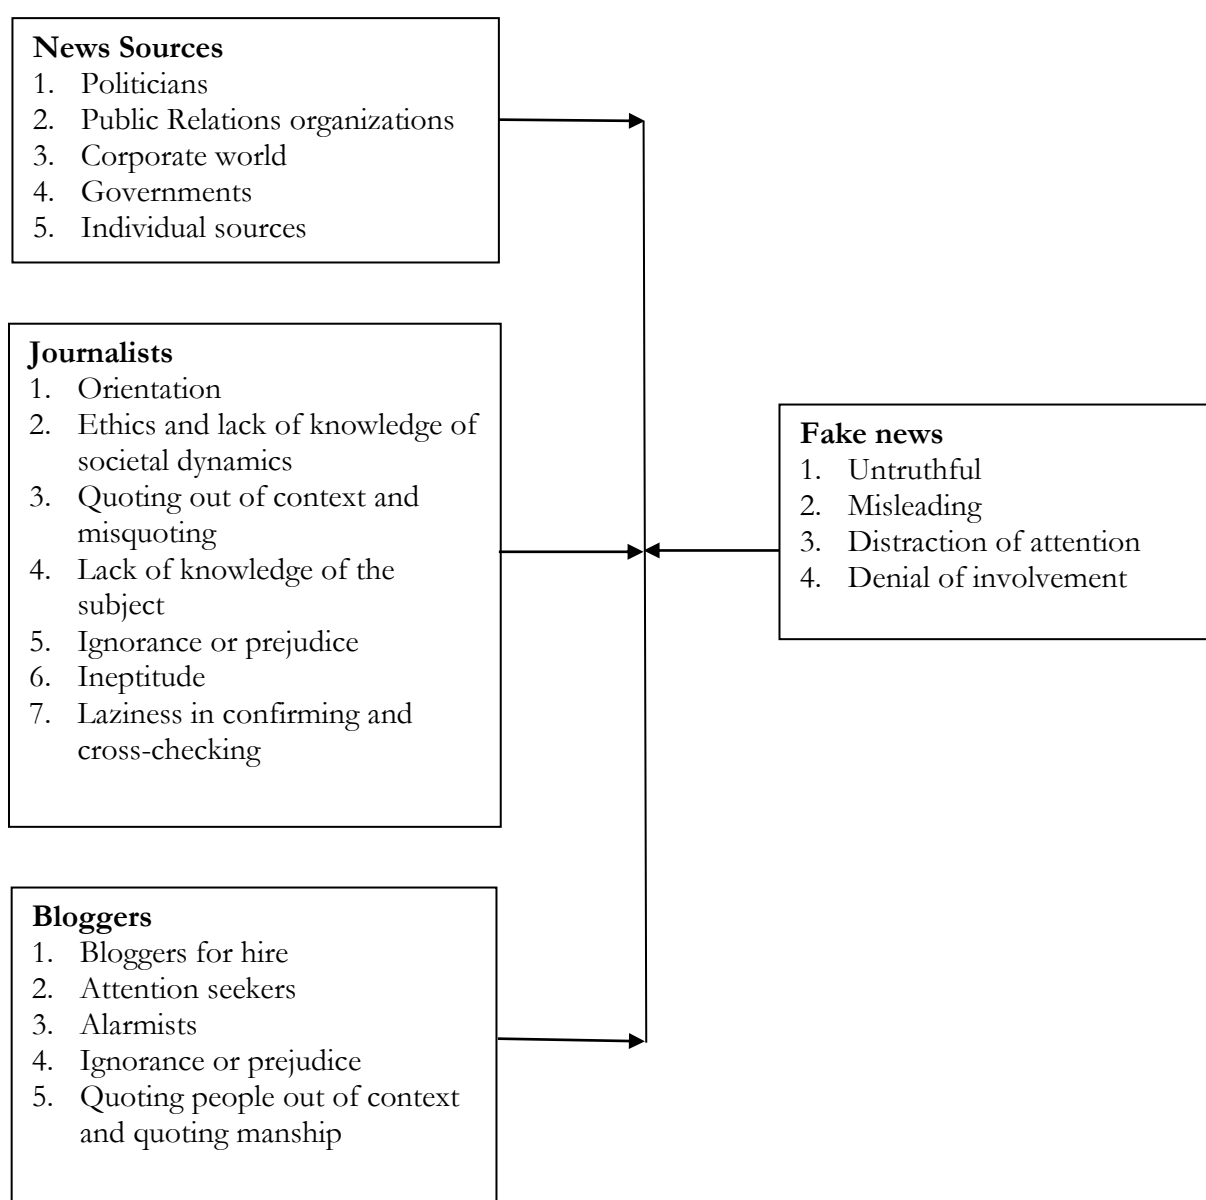 News Sources
1. Politicians
2. Public Relations organizations
3. Corporate world
4. Governments
5. Individual sources
Journalists
1. Orientation
2. Ethics and lack of knowledge of
societal dynamics
3. Quoting out of context and
misquoting
4. Lack of knowledge of the
subject
5. Ignorance or prejudice
6. Ineptitude
7. Laziness in confirming and
cross-checking
Fake news
1. Untruthful
2. Misleading
3. Distraction of attention
4. Denial of involvement
Bloggers
1. Bloggers for hire
2. Attention seekers
3. Alarmists
4. Ignorance or prejudice
5. Quoting people out of context
and quoting manship